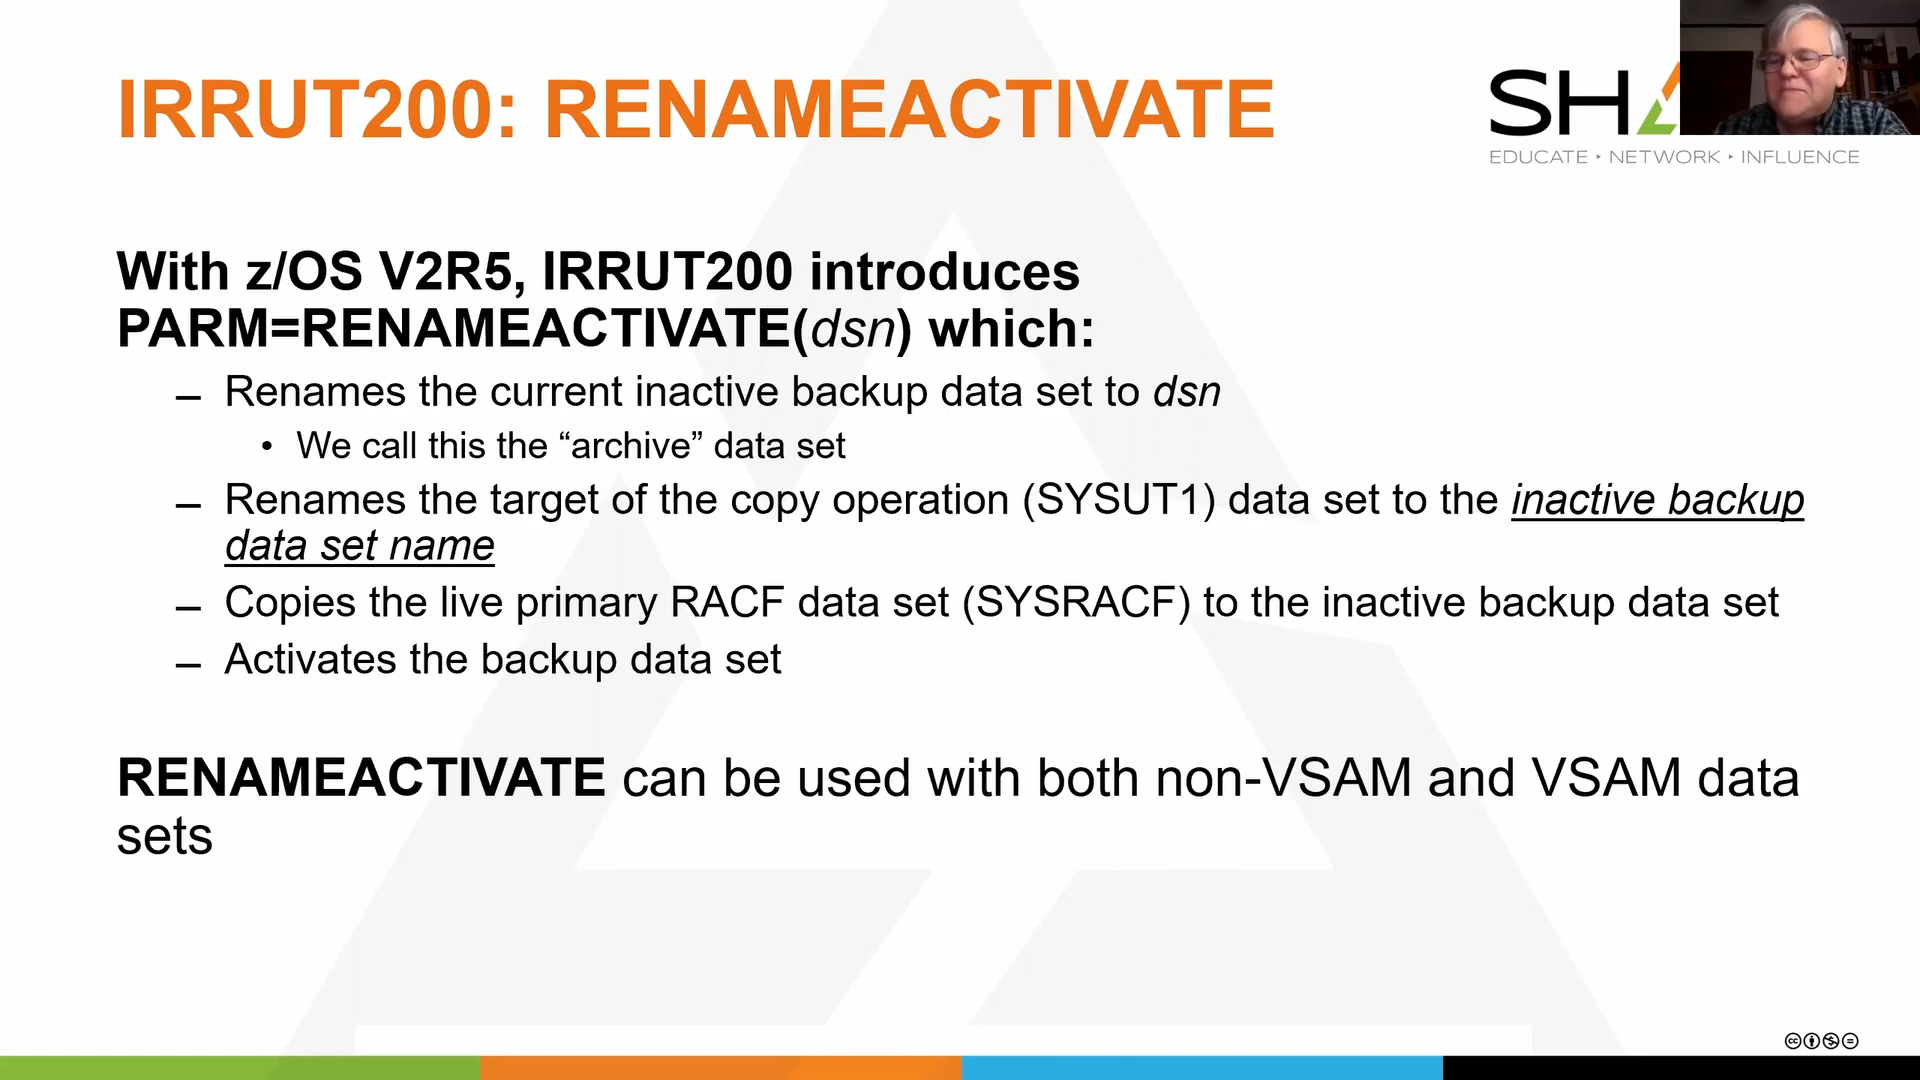 IRRUT200: RENAMEACTIVATE
SH
EDUCATE • NETWORK • INFLUENCE
With z/OS V2R5, IRRUT200 introduces
PARM=RENAMEACTIVATE(dsn) which:
– Renames the current inactive backup data set to dsn
• We call this the “archive” data set
– Renames the target of the copy operation (SYSUT1) data set to the inactive backup
data set name
– Copies the live primary RACF data set (SYSRACF) to the inactive backup data set
– Activates the backup data set
RENAMEACTIVATE can be used with both non-VSAM and VSAM data
sets